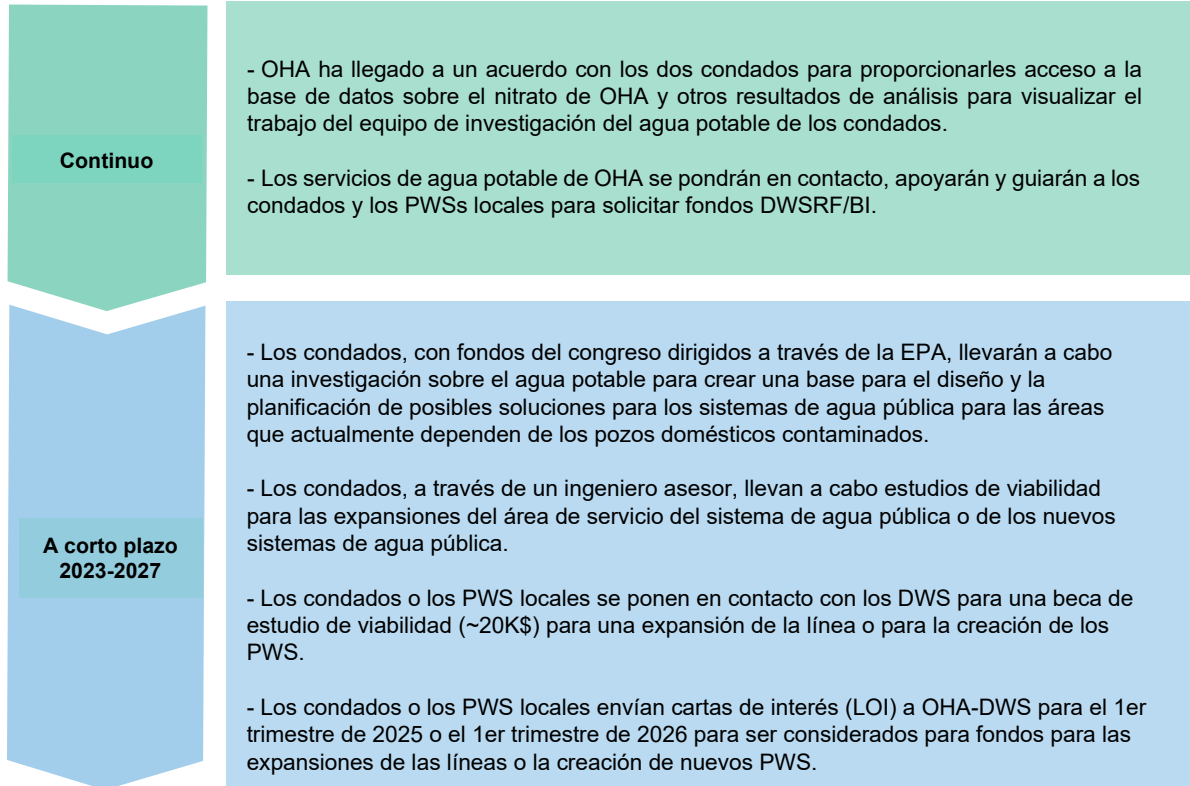 Continuo
- OHA ha llegado a un acuerdo con los dos condados para proporcionarles acceso a la
base de datos sobre el nitrato de OHA y otros resultados de análisis para visualizar el
trabajo del equipo de investigación del agua potable de los condados.
- Los servicios de agua potable de OHA se pondrán en contacto, apoyarán y guiarán a los
condados y los PWSs locales para solicitar fondos DWSRF/BI.
A corto plazo
2023-2027
- Los condados, con fondos del congreso dirigidos a través de la EPA, llevarán a cabo
una investigación sobre el agua potable para crear una base para el diseño y la
planificación de posibles soluciones para los sistemas de agua pública para las áreas
que actualmente dependen de los pozos domésticos contaminados.
- Los condados, a través de un ingeniero asesor, llevan a cabo estudios de viabilidad
para las expansiones del área de servicio del sistema de agua pública o de los nuevos
sistemas de agua pública.
- Los condados o los PWS locales se ponen en contacto con los DWS para una beca de
estudio de viabilidad (~20K$) para una expansión de la línea o para la creación de los
PWS.
- Los condados o los PWS locales envían cartas de interés (LOI) a OHA-DWS para el 1er
trimestre de 2025 o el 1er trimestre de 2026 para ser considerados para fondos para las
expansiones de las líneas o la creación de nuevos PWS.